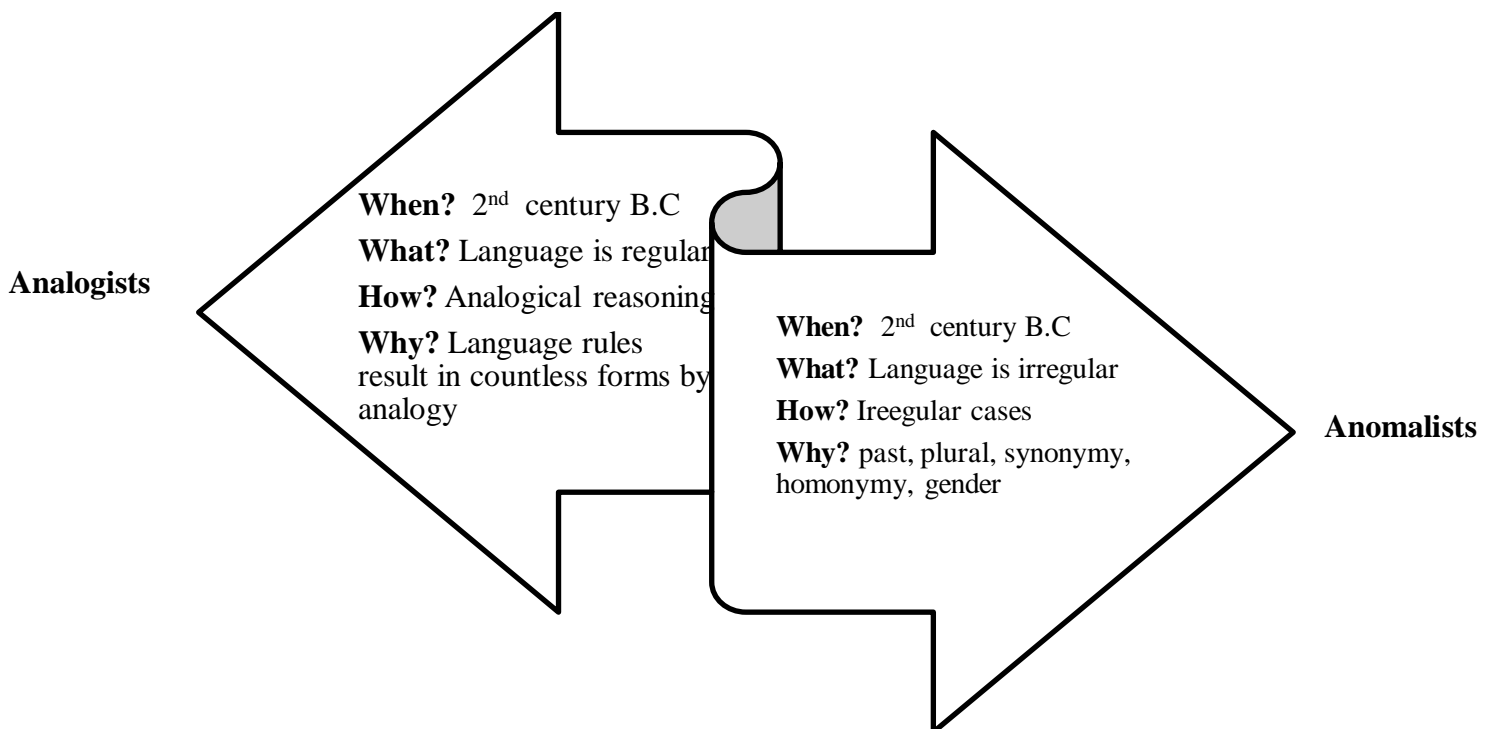 Analogists
When? 2nd century B.C
What? Language is regular
How? Analogical reasoning
Why? Language rules
result in countless forms by
analogy
When? 2nd century B.C
What? Language is irregular
How? Ireegular cases
Why? past, plural, synonymy,
homonymy, gender
Anomalists